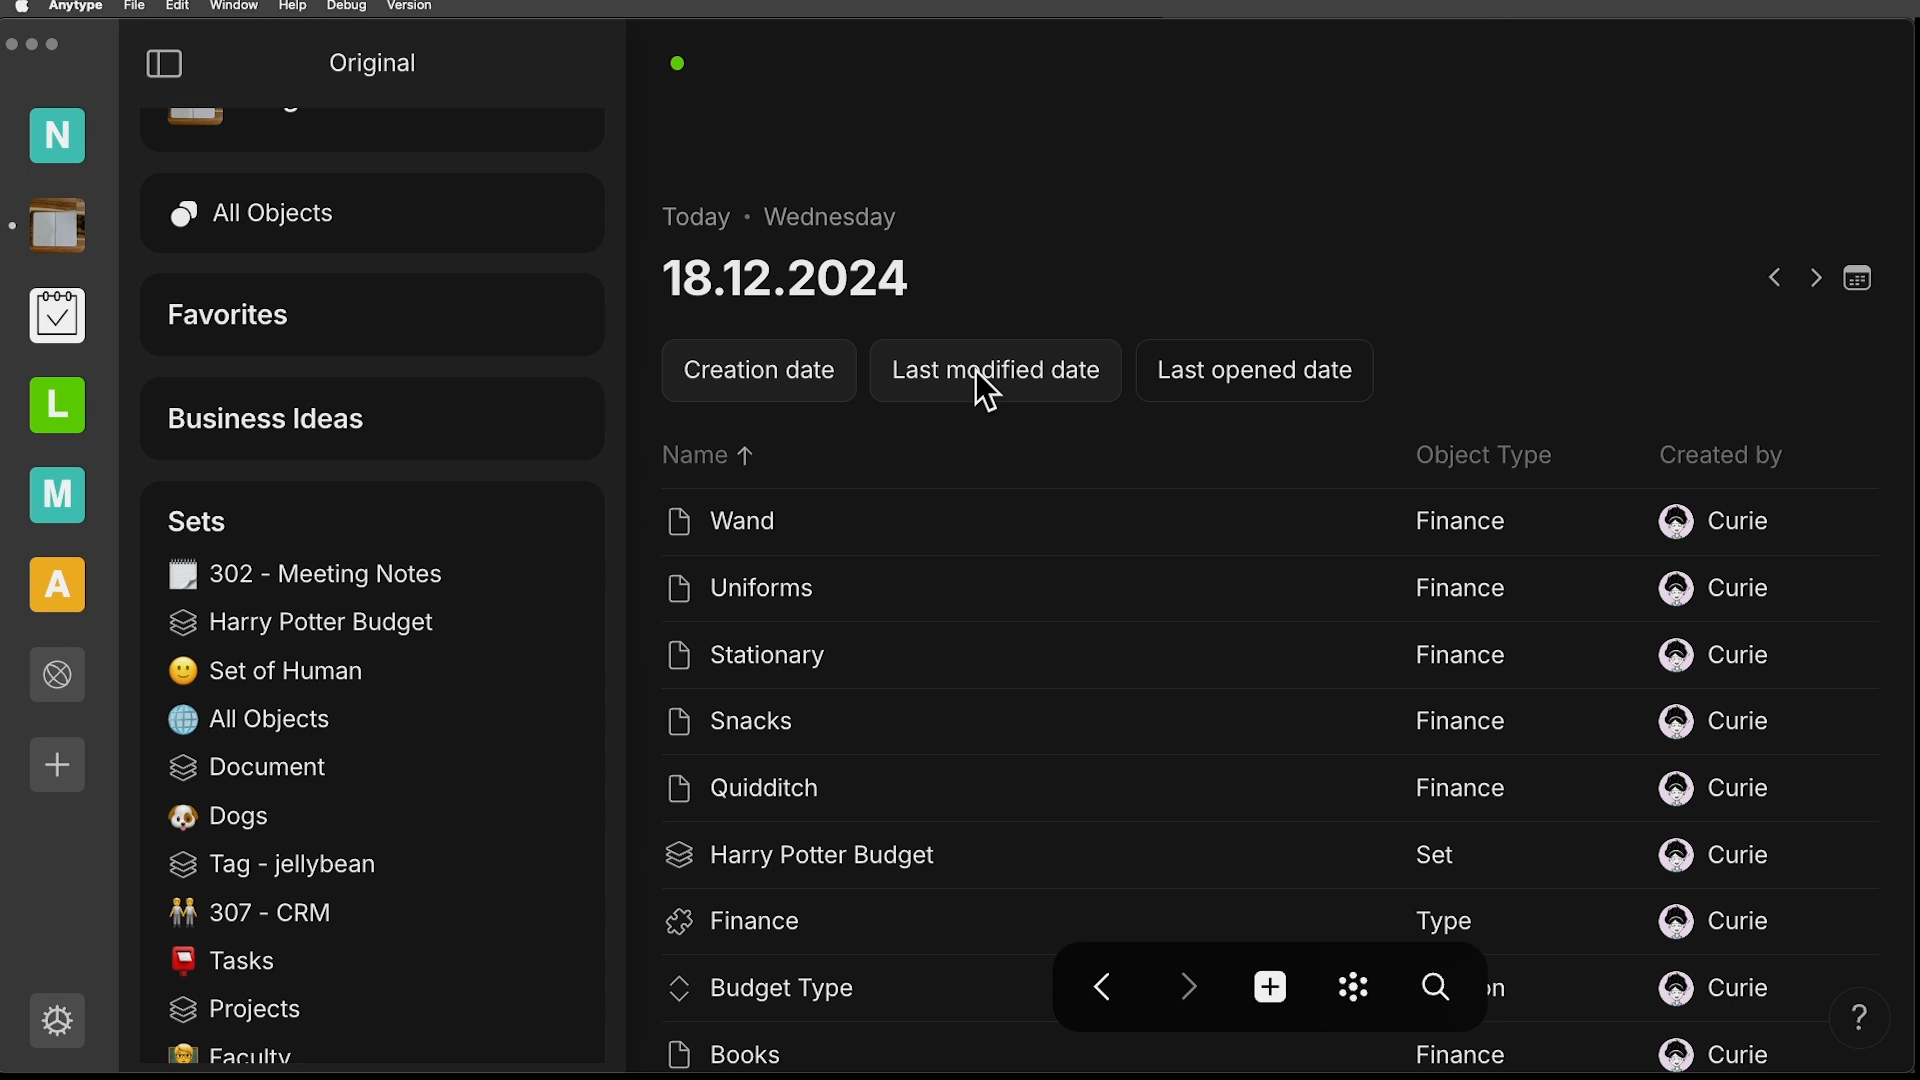 Anytype File Edit Window Help Debug Version
Original
N
L
M
A
All Objects
Favorites
Business Ideas
Sets
302 - Meeting Notes
Harry Potter Budget
Set of Human
All Objects
Document
Dogs
Tag - jellybean
307 - CRM
Tasks
Projects
Faculty
Today • Wednesday
18.12.2024
Creation date Last modified date Last opened date
Name ↑ Object Type Created by
Wand Finance Curie
Uniforms Finance Curie
Stationary Finance Curie
Snacks Finance Curie
Quidditch Finance Curie
Harry Potter Budget Set Curie
Finance Type Curie
Budget Type Curie
Books Finance Curie
?